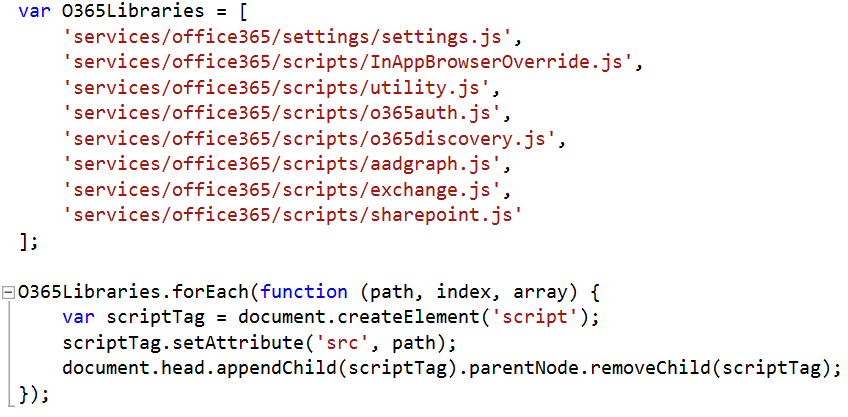 var O365Libraries = [
    'services/office365/settings/settings.js',
    'services/office365/scripts/InAppBrowserOverride.js',
    'services/office365/scripts/utility.js',
    'services/office365/scripts/o365auth.js',
    'services/office365/scripts/o365discovery.js',
    'services/office365/scripts/aadgraph.js',
    'services/office365/scripts/exchange.js',
    'services/office365/scripts/sharepoint.js'
];
O365Libraries.forEach(function (path, index, array) {
    var scriptTag = document.createElement('script');
    scriptTag.setAttribute('src', path);
    document.head.appendChild(scriptTag).parentNode.removeChild(scriptTag);
});